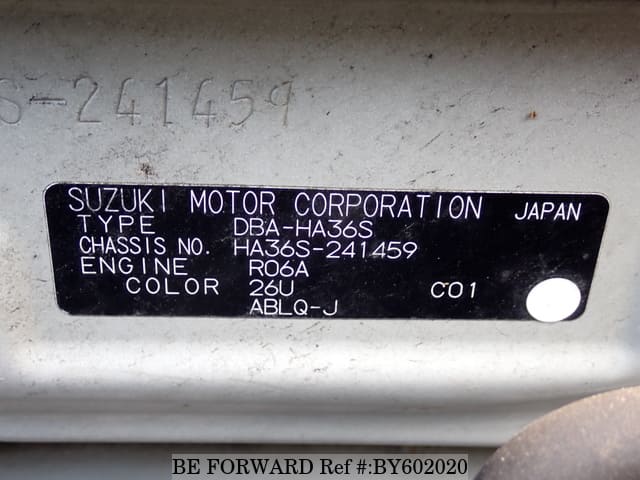 S-241459
SUZUKI MOTOR CORPORATION JAPAN
TYPE DBA-HA36S
CHASSIS NO. HA36S-241459
ENGINE R06A
COLOR 26U C01
ABLQ-J
BE FORWARD Ref #:BY602020